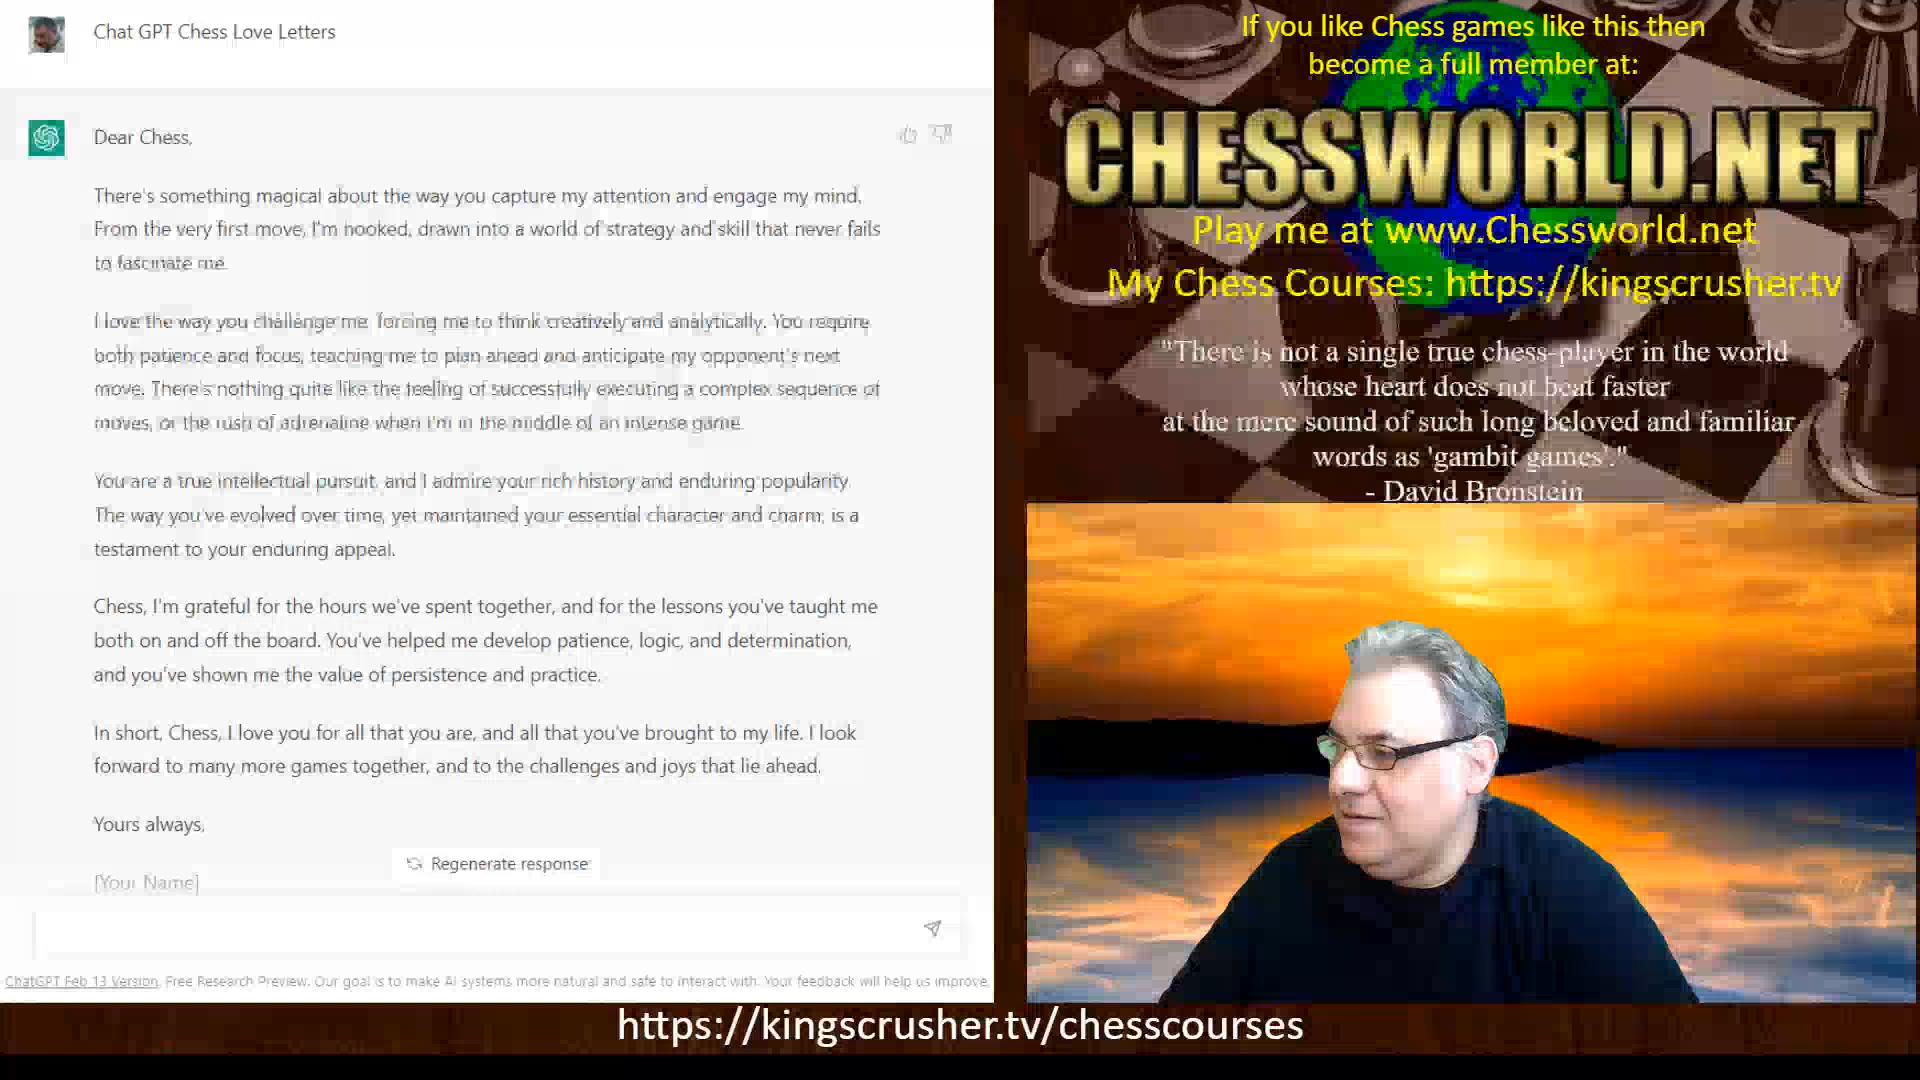 Chat GPT Chess Love Letters
Dear Chess,
There's something magical about the way you capture my attention and engage my mind.
From the very first move, I'm hooked, drawn into a world of strategy and skill that never fails
to fascinate me.
I love the way you challenge me, forcing me to think creatively and analytically. You require
both patience and focus, teaching me to plan ahead and anticipate my opponent's next
move. There's nothing quite like the feeling of successfully executing a complex sequence of
moves, or the rush of adrenaline when I'm in the middle of an intense game.
You are a true intellectual pursuit, and I admire your rich history and enduring popularity.
The way you've evolved over time, yet maintained your essential character and charm, is a
testament to your enduring appeal.
Chess, I'm grateful for the hours we've spent together, and for the lessons you've taught me
both on and off the board. You've helped me develop patience, logic, and determination,
and you've shown me the value of persistence and practice.
In short, Chess, I love you for all that you are, and all that you've brought to my life. I look
forward to many more games together, and to the challenges and joys that lie ahead.
Yours always,
[Your Name]
Regenerate response
ChatGPT Feb 13 Version. Free Research Preview. Our goal is to make AI systems more natural and safe to interact with. Your feedback will help us improve.
If you like Chess games like this then
become a full member at:
CHESSWORLD.NET
Play me at www.Chessworld.net
My Chess Courses: https://kingscrusher.tv
"There is not a single true chess-player in the world
whose heart does not beat faster
at the mere sound of such long beloved and familiar
words as 'gambit games'."
- David Bronstein
https://kingscrusher.tv/chesscourses